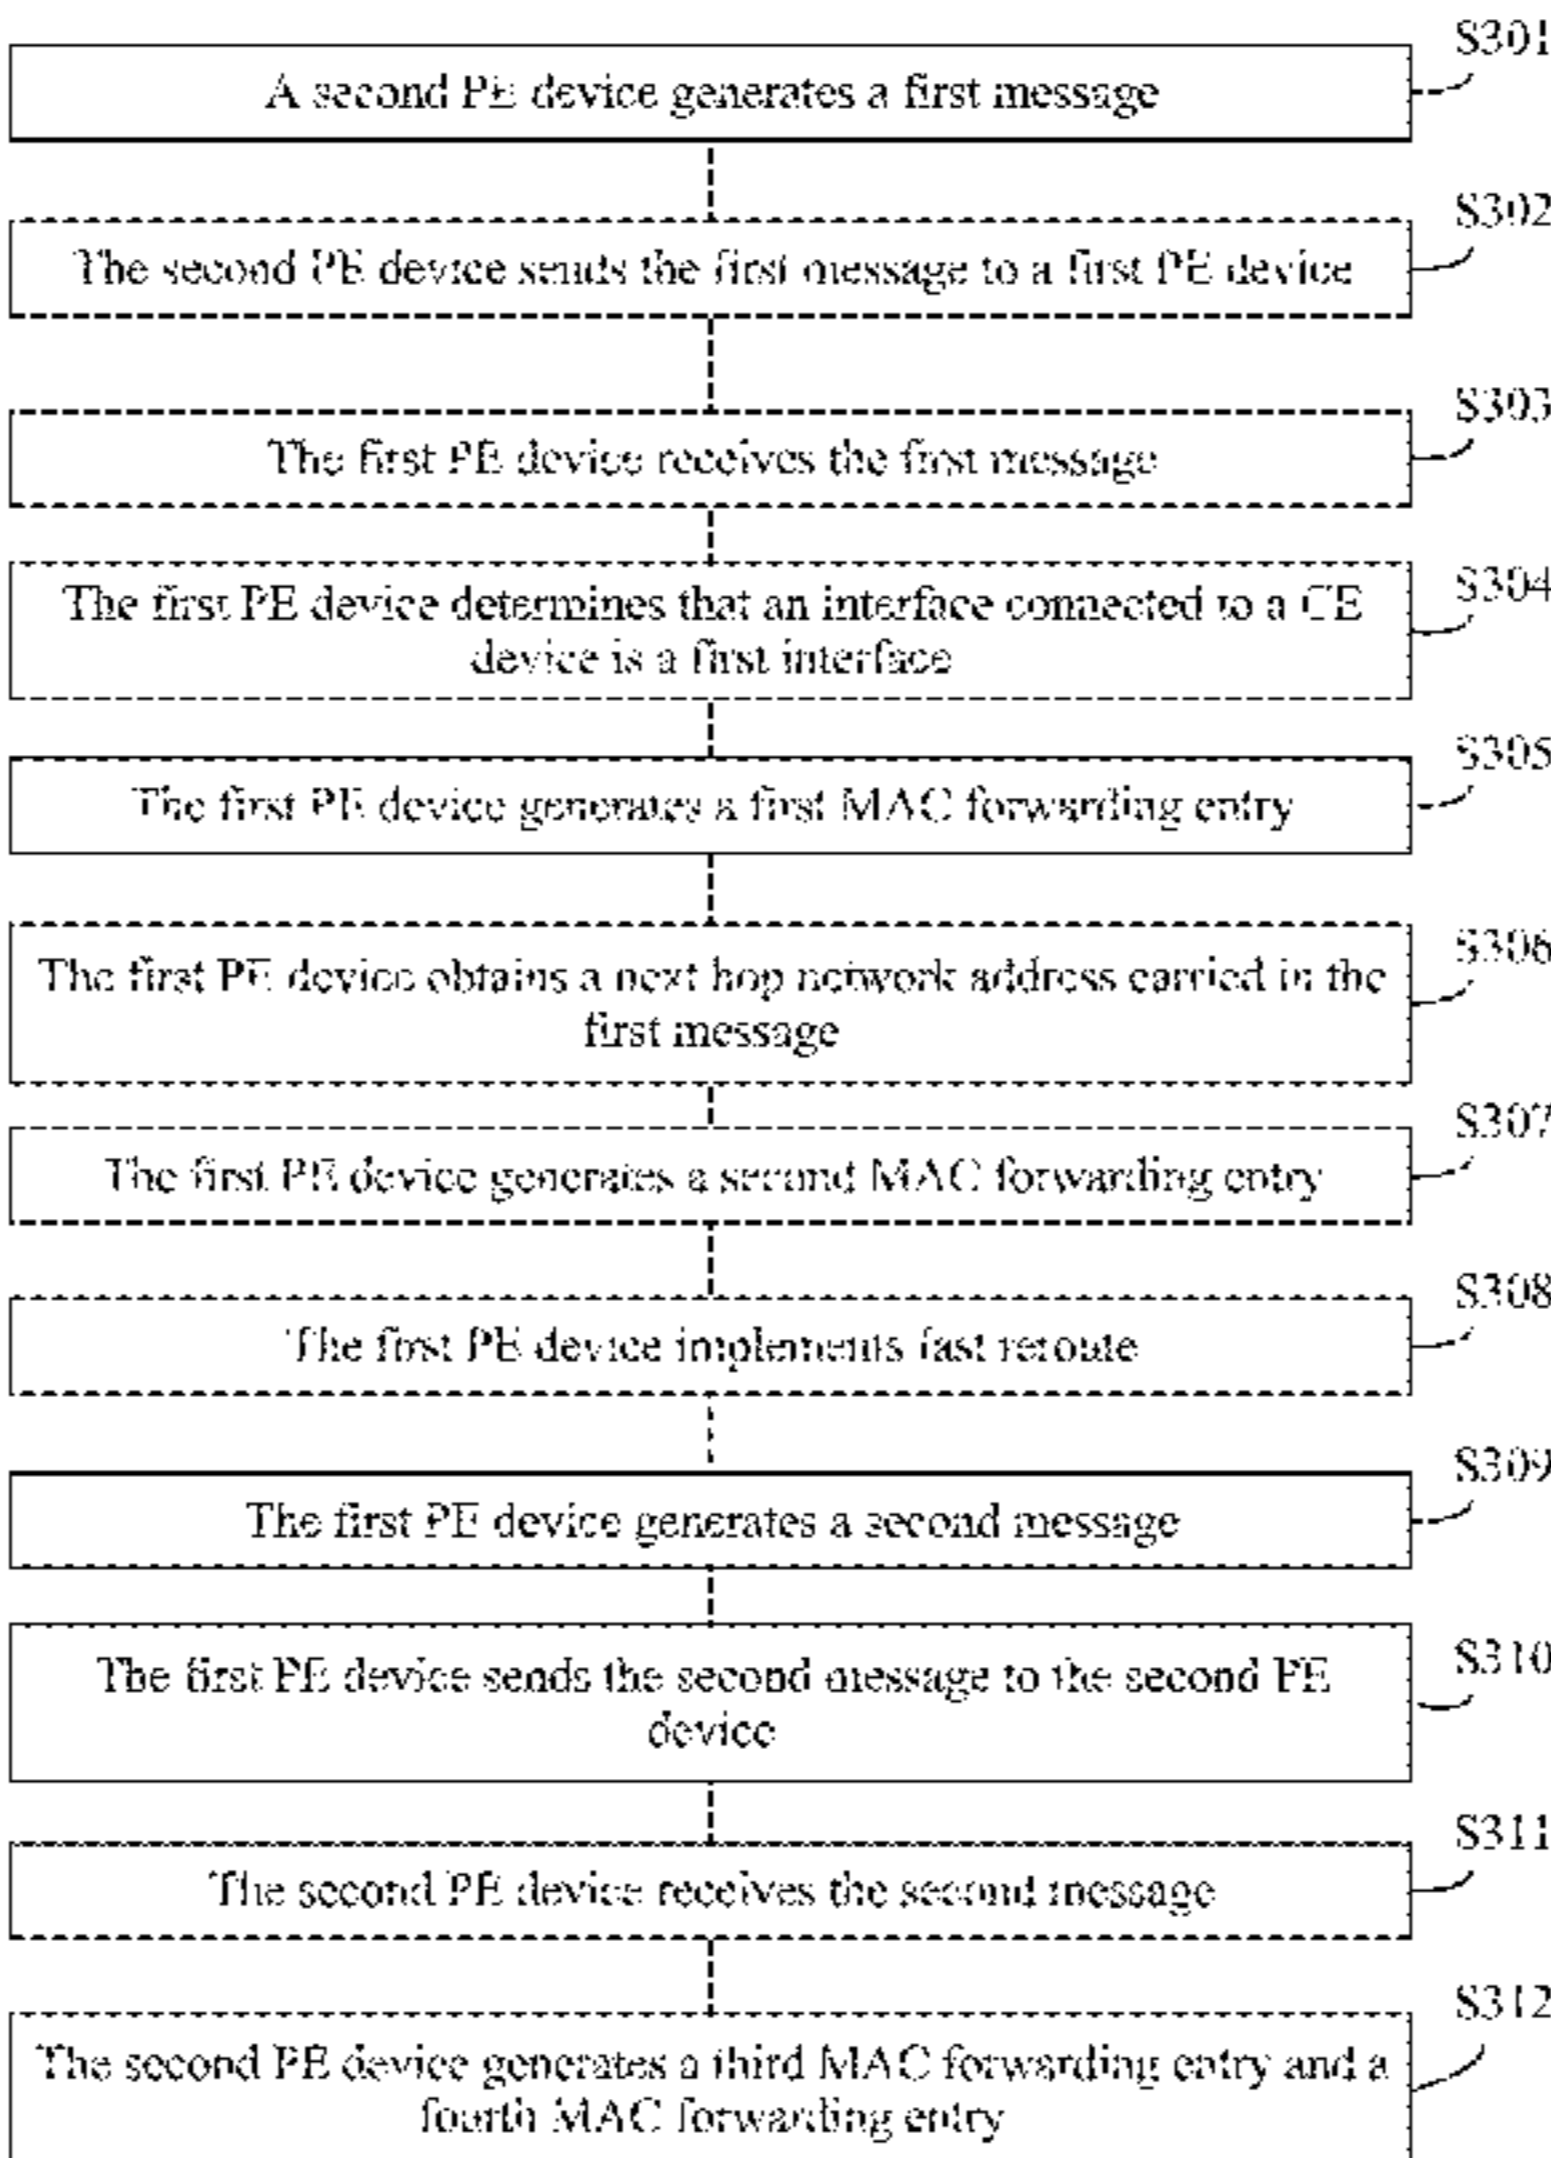 S301
A second PE device generates a first message
S302
The second PE device sends the first message to a first PE device
S303
The first PE device receives the first message
S304
The first PE device determines that an interface connected to a CE
device is a first interface
S305
The first PE device generates a first MAC forwarding entry
S306
The first PE device obtains a next hop network address carried in the
first message
S307
The first PE device generates a second MAC forwarding entry
S308
The first PE device implements fast reroute
S309
The first PE device generates a second message
S310
The first PE device sends the second message to the second PE
device
S311
The second PE device receives the second message
S312
The second PE device generates a third MAC forwarding entry and a
fourth MAC forwarding entry